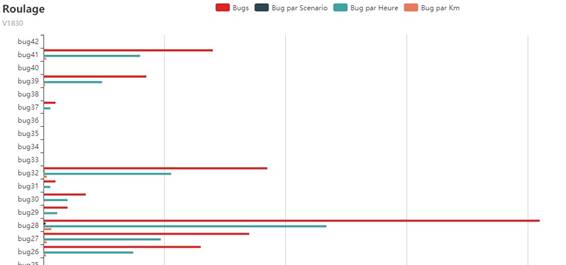 Roulage
V1830
Bugs Bug par Scenario Bug par Heure Bug par Km
bug42
bug41
bug40
bug39
bug38
bug37
bug36
bug35
bug34
bug33
bug32
bug31
bug30
bug29
bug28
bug27
bug26
bug25